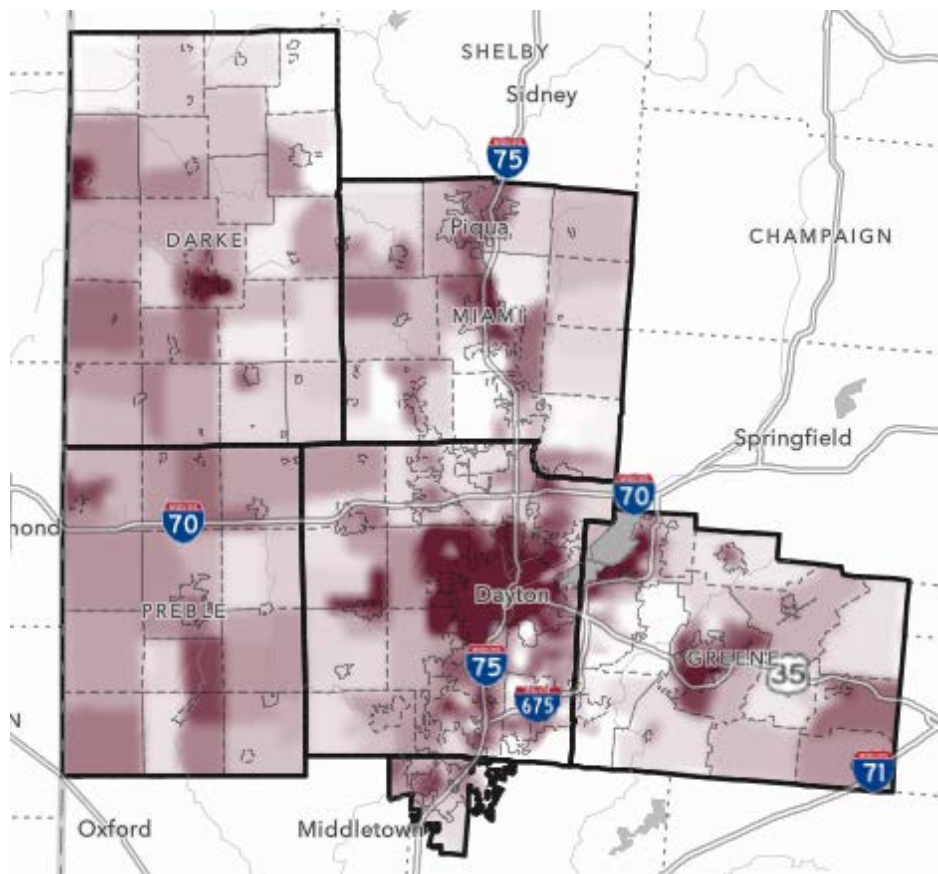 SHELBY
Sidney
75
Piqua
DARKE
CHAMPAIGN
MIAMI
Springfield
70
70
mond
Dayton
PREBLE
GREENE
35
75
675
N
71
Oxford
Middletown